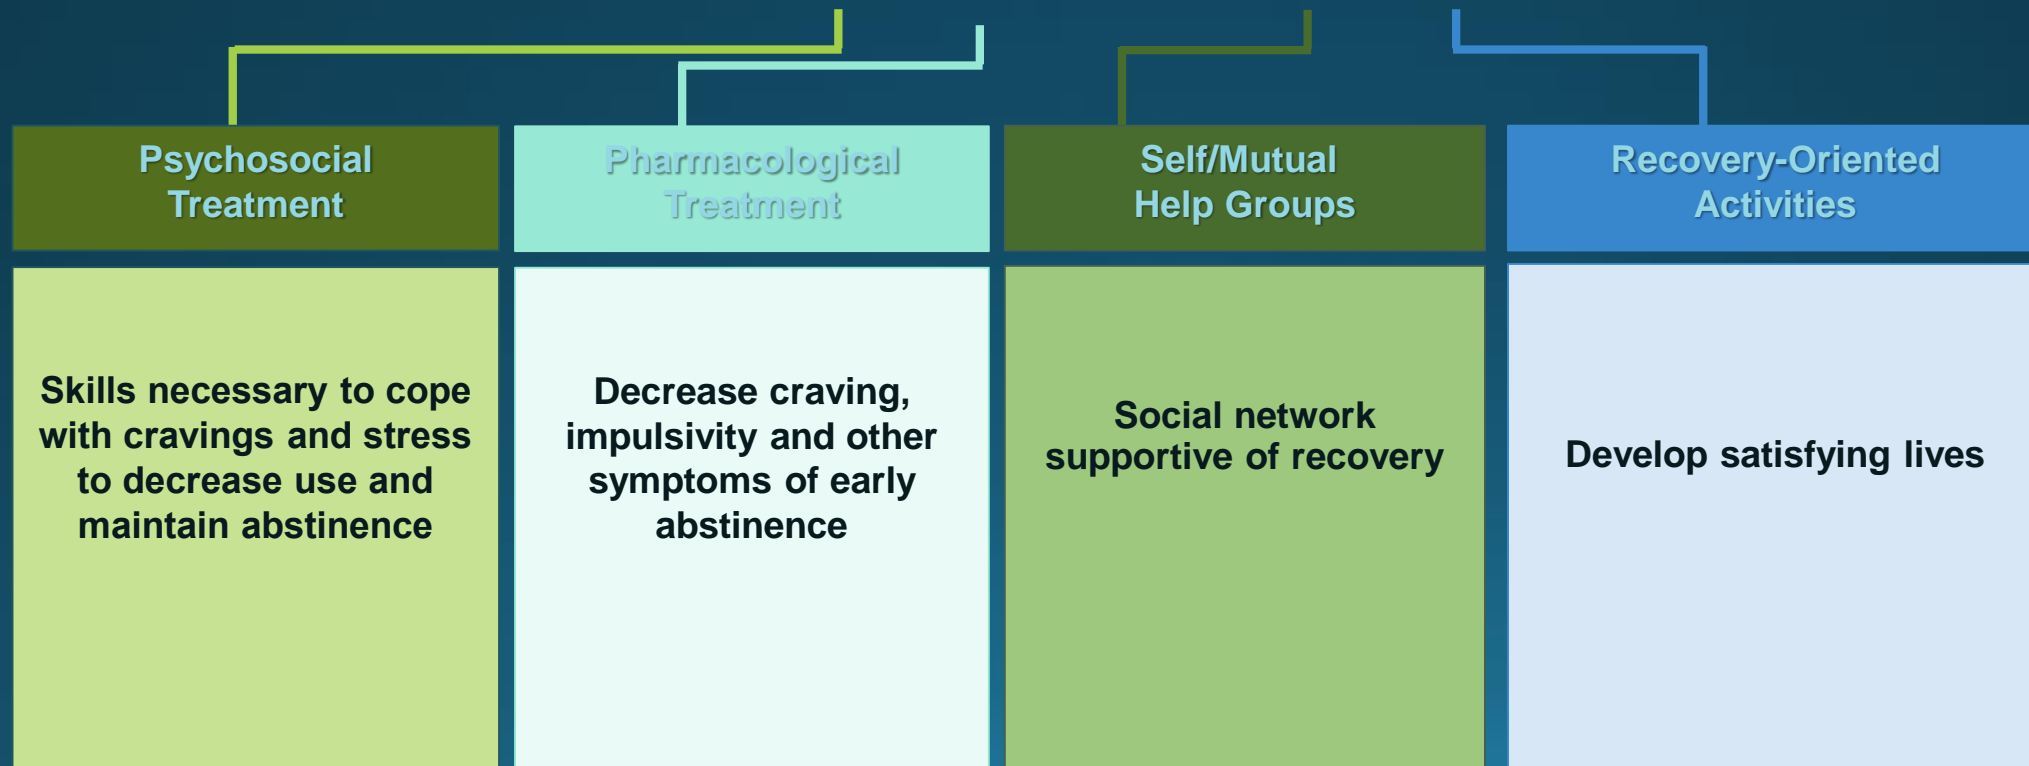 Psychosocial
Treatment
Pharmacological
Treatment
Self/Mutual
Help Groups
Recovery-Oriented
Activities
Skills necessary to cope
with cravings and stress
to decrease use and
maintain abstinence
Decrease craving,
impulsivity and other
symptoms of early
abstinence
Social network
supportive of recovery
Develop satisfying lives